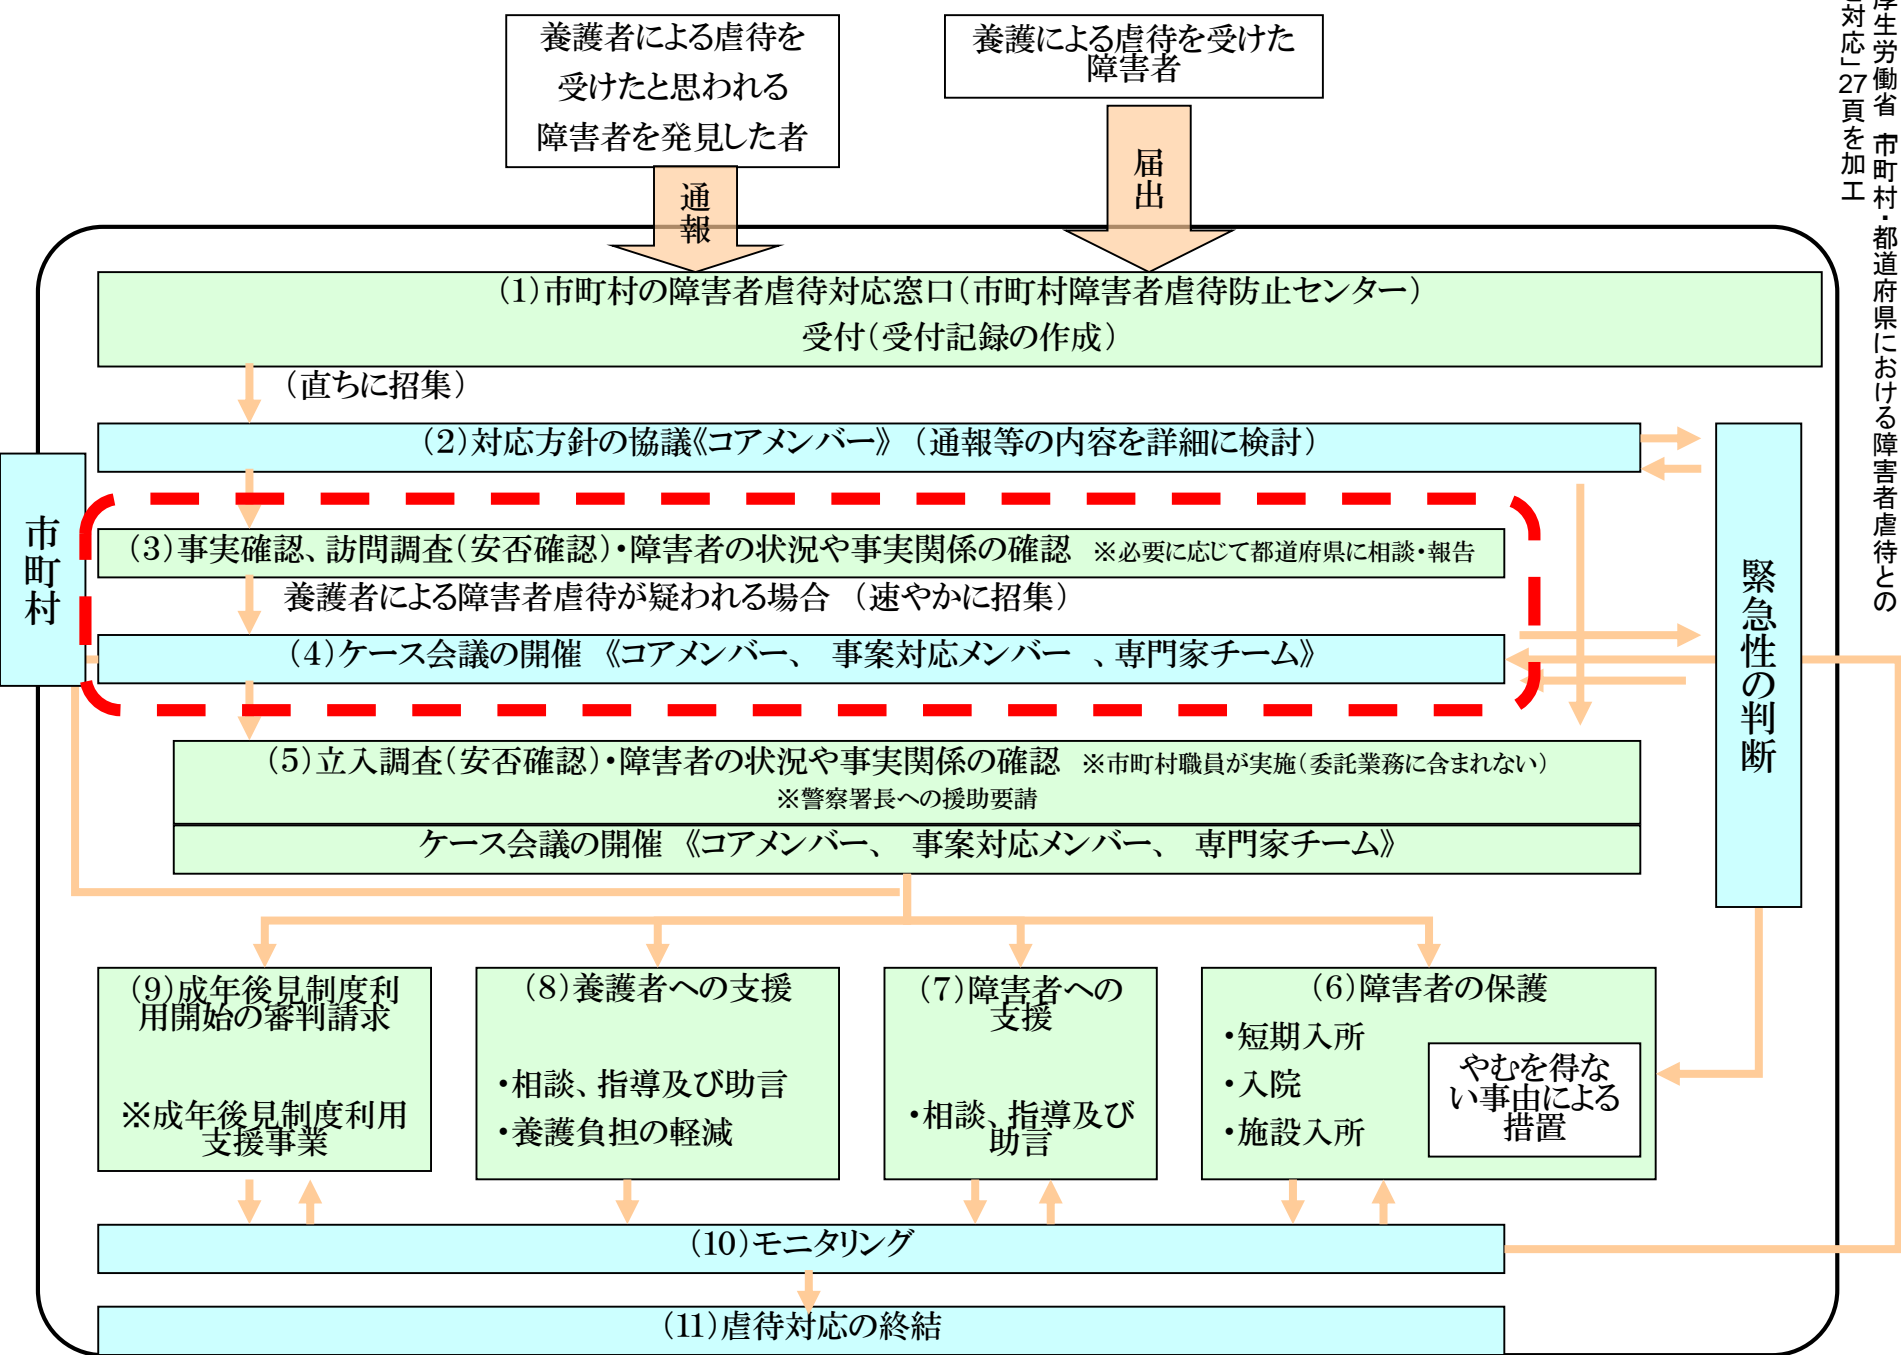 養護者による虐待を
受けたと思われる
障害者を発見した者
養護による虐待を受けた
障害者
通報
届出
(1)市町村の障害者虐待対応窓口(市町村障害者虐待防止センター)
受付(受付記録の作成)
(直ちに招集)
(2)対応方針の協議《コアメンバー》 (通報等の内容を詳細に検討)
市町村
(3)事実確認、訪問調査(安否確認)・障害者の状況や事実関係の確認 ※必要に応じて都道府県に相談・報告
養護者による障害者虐待が疑われる場合 (速やかに招集)
(4)ケース会議の開催 《コアメンバー、 事案対応メンバー 、専門家チーム》
緊急性の判断
(5)立入調査(安否確認)・障害者の状況や事実関係の確認 ※市町村職員が実施(委託業務に含まれない)
※警察署長への援助要請
ケース会議の開催 《コアメンバー、 事案対応メンバー、 専門家チーム》
(9)成年後見制度利
用開始の審判請求
※成年後見制度利用
支援事業
(8)養護者への支援
・相談、指導及び助言
・養護負担の軽減
(7)障害者への
支援
・相談、指導及び
助言
(6)障害者の保護
・短期入所
・入院
・施設入所
やむを得な
い事由による
措置
(10)モニタリング
(11)虐待対応の終結
厚生労働省「市町村・都道府県における障害者虐待との
対応」27頁を加工